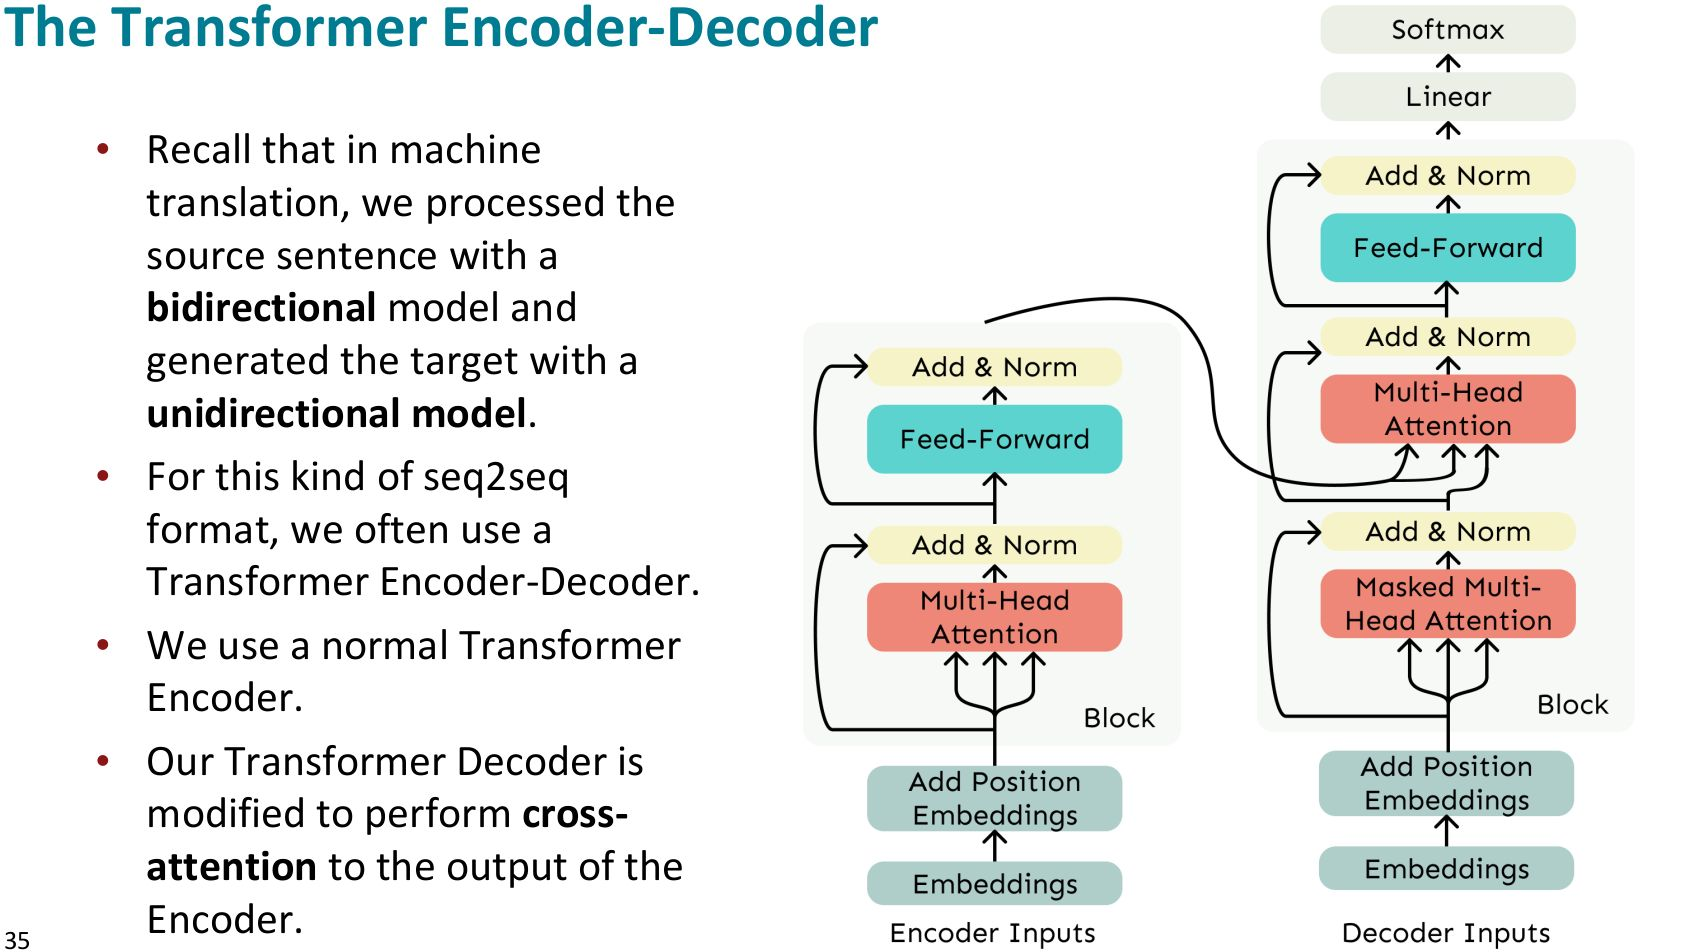 The Transformer Encoder-Decoder
• Recall that in machine
translation, we processed the
source sentence with a
bidirectional model and
generated the target with a
unidirectional model.
• For this kind of seq2seq
format, we often use a
Transformer Encoder-Decoder.
• We use a normal Transformer
Encoder.
• Our Transformer Decoder is
modified to perform cross-
attention to the output of the
Encoder.
35
Add & Norm
Feed-Forward
Add & Norm
Multi-Head
Attention
Block
Add Position
Embeddings
Embeddings
Encoder Inputs
Softmax
Linear
Add & Norm
Feed-Forward
Add & Norm
Multi-Head
Attention
Add & Norm
Masked Multi-
Head Attention
Block
Add Position
Embeddings
Embeddings
Decoder Inputs